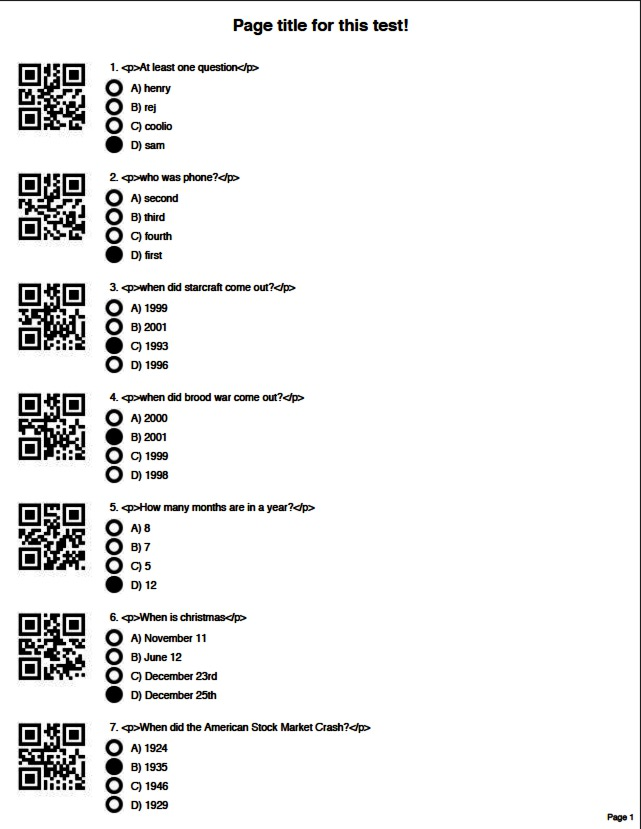 Page title for this test!
1. <p>At least one question</p>
A) henry
B) rej
C) coolio
D) sam
2. <p>who was phone?</p>
A) second
B) third
C) fourth
D) first
3. <p>when did starcraft come out?</p>
A) 1999
B) 2001
C) 1993
D) 1996
4. <p>when did brood war come out?</p>
A) 2000
B) 2001
C) 1999
D) 1998
5. <p>How many months are in a year?</p>
A) 8
B) 7
C) 5
D) 12
6. <p>When is christmas</p>
A) November 11
B) June 12
C) December 23rd
D) December 25th
7. <p>When did the American Stock Market Crash?</p>
A) 1924
B) 1935
C) 1946
D) 1929
Page 1